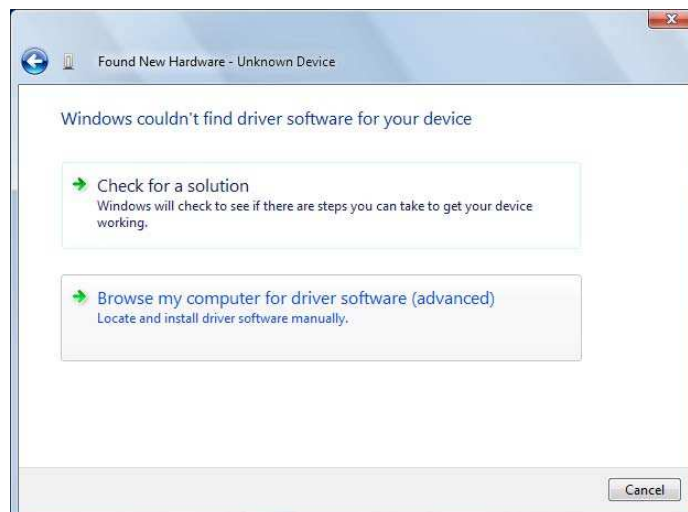 Found New Hardware - Unknown Device
Windows couldn't find driver software for your device
Check for a solution
Windows will check to see if there are steps you can take to get your device
working.
Browse my computer for driver software (advanced)
Locate and install driver software manually.
Cancel